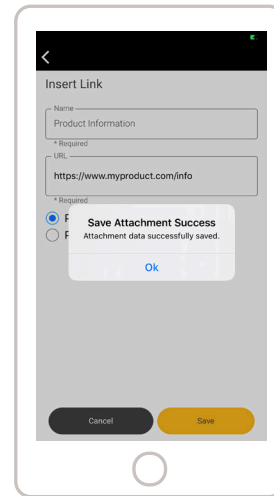 Insert Link
Name
Product Information
* Required
URL
https://www.myproduct.com/info
* Required
Save Attachment Success
Attachment data successfully saved.
Ok
Cancel
Save